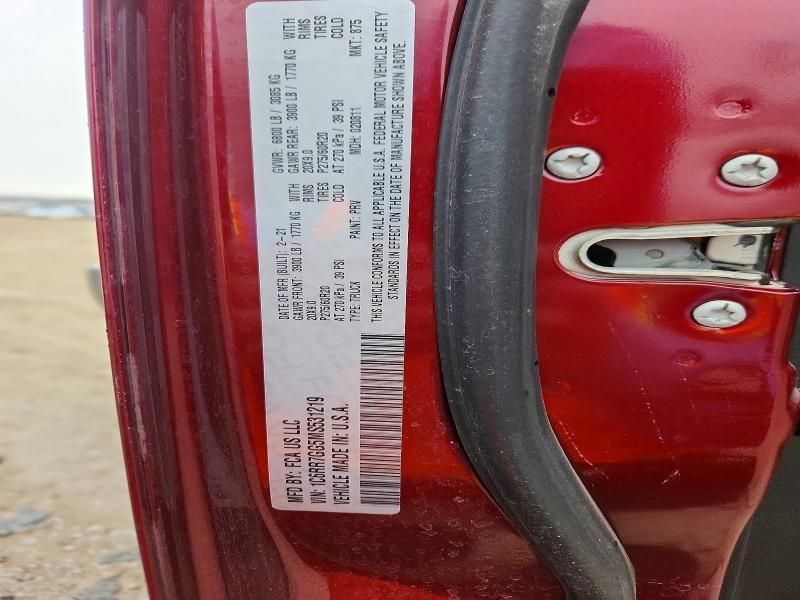 MFD BY: FCA US LLC
DATE OF MFR (BUILT): 2-21
GVWR: 6800 LB / 3085 KG
GAWR FRONT: 3900 LB / 1770 KG WITH
GAWR REAR: 3900 LB / 1770 KG WITH
20X9.0 RIMS
20X9.0 RIMS
P275/60R20 TIRES
P275/60R20 TIRES
AT 270 kPa / 39 PSI COLD
AT 270 kPa / 39 PSI COLD
VIN: 1C6RR7GG5MS531219
TYPE: TRUCK
PAINT: PRV
MDH: 020811
MKT: 875
VEHICLE MADE IN: U.S.A.
THIS VEHICLE CONFORMS TO ALL APPLICABLE U.S.A. FEDERAL MOTOR VEHICLE SAFETY
STANDARDS IN EFFECT ON THE DATE OF MANUFACTURE SHOWN ABOVE.